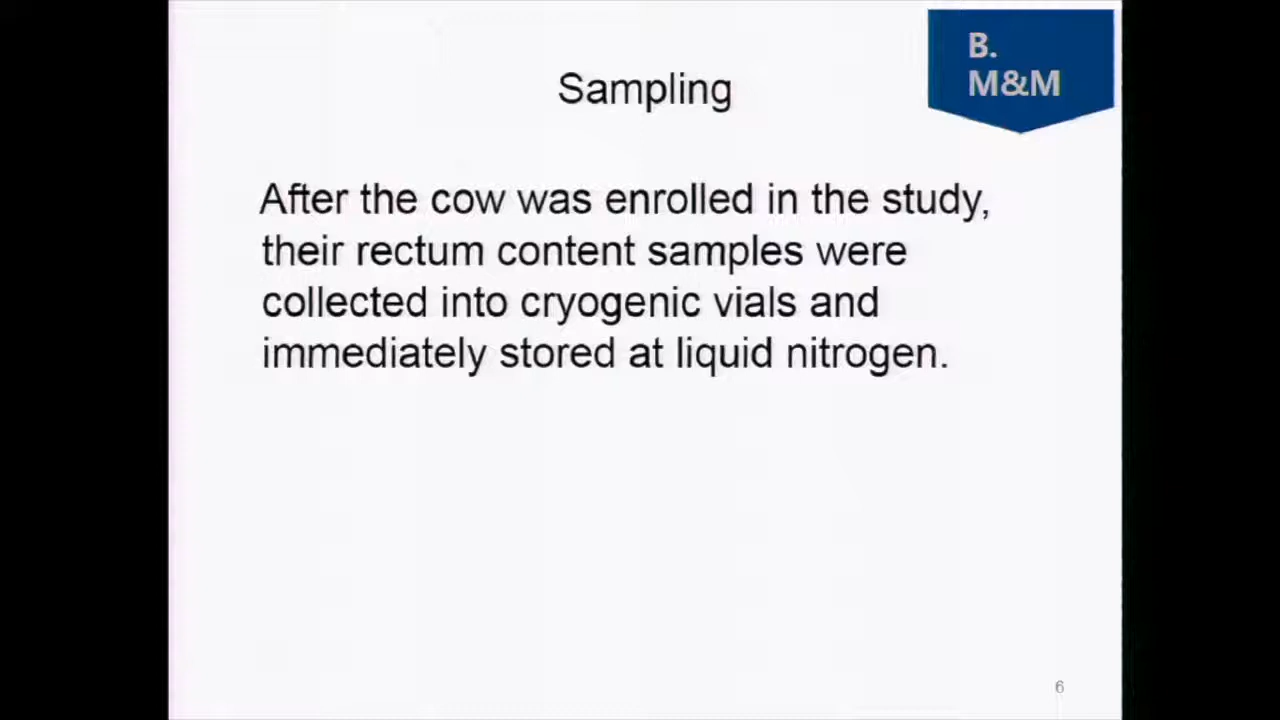 B.
M&M
Sampling
After the cow was enrolled in the study,
their rectum content samples were
collected into cryogenic vials and
immediately stored at liquid nitrogen.
6